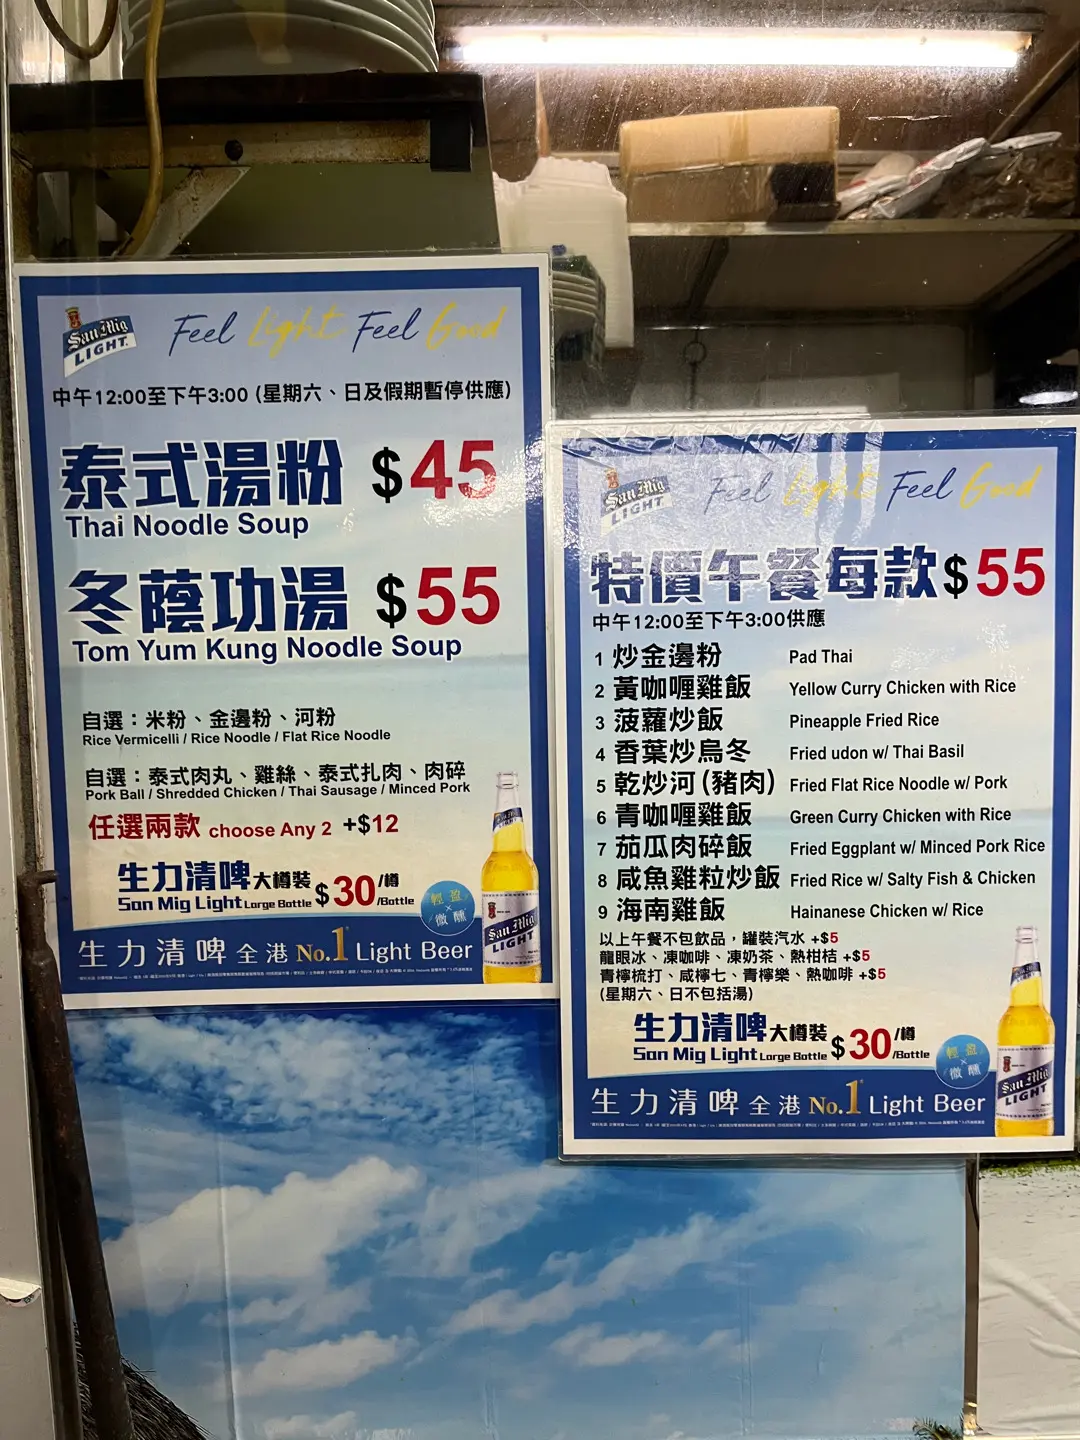 San Mig
LIGHT
Feel Light Feel Good
中午12:00至下午3:00 (星期六、日及假期暫停供應)
泰式湯粉 $45
Thai Noodle Soup
冬蔭功湯 $55
Tom Yum Kung Noodle Soup
自選：米粉、金邊粉、河粉
Rice Vermicelli / Rice Noodle / Flat Rice Noodle
自選：泰式肉丸、雞絲、泰式扎肉、肉碎
Pork Ball / Shredded Chicken / Thai Sausage / Minced Pork
任選兩款 choose Any 2 +$12
生力清啤大樽裝 $30/樽
San Mig Light Large Bottle /Bottle
輕盈
×
微醺
San Mig
LIGHT
生力清啤 全港 No.1 Light Beer
San Mig
LIGHT
Feel Light Feel Good
特價午餐每款$55
中午12:00至下午3:00供應
1 炒金邊粉 Pad Thai
2 黃咖喱雞飯 Yellow Curry Chicken with Rice
3 菠蘿炒飯 Pineapple Fried Rice
4 香葉炒烏冬 Fried udon w/ Thai Basil
5 乾炒河(豬肉) Fried Flat Rice Noodle w/ Pork
6 青咖喱雞飯 Green Curry Chicken with Rice
7 茄瓜肉碎飯 Fried Eggplant w/ Minced Pork Rice
8 咸魚雞粒炒飯 Fried Rice w/ Salty Fish & Chicken
9 海南雞飯 Hainanese Chicken w/ Rice
以上午餐不包飲品，罐裝汽水 +$5
龍眼冰、凍咖啡、凍奶茶、熱柑桔 +$5
青檸梳打、咸檸七、青檸樂、熱咖啡 +$5
(星期六、日不包括湯)
生力清啤大樽裝 $30/樽
San Mig Light Large Bottle /Bottle
輕盈
×
微醺
San Mig
LIGHT
生力清啤 全港 No.1 Light Beer